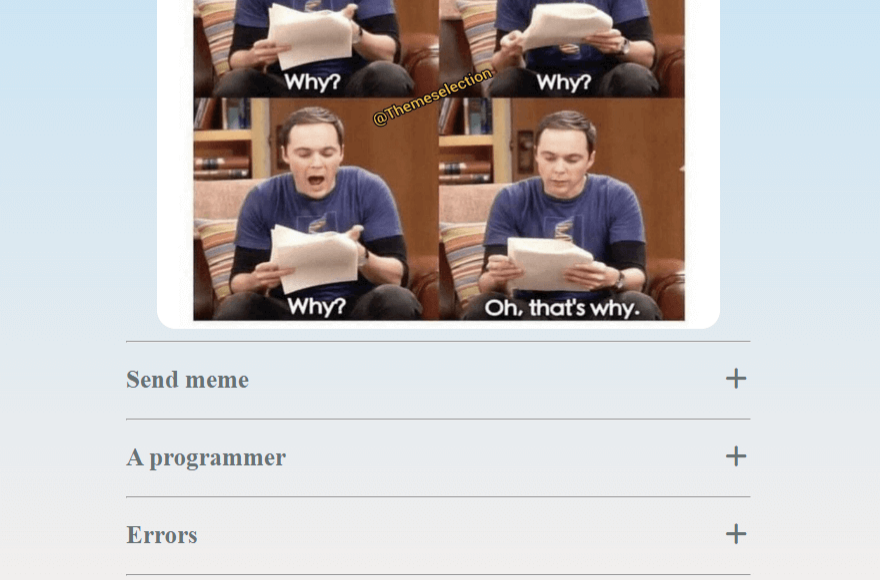 Why?
Why?
@Themeselection
Why?
Oh, that's why.
Send meme
A programmer
Errors